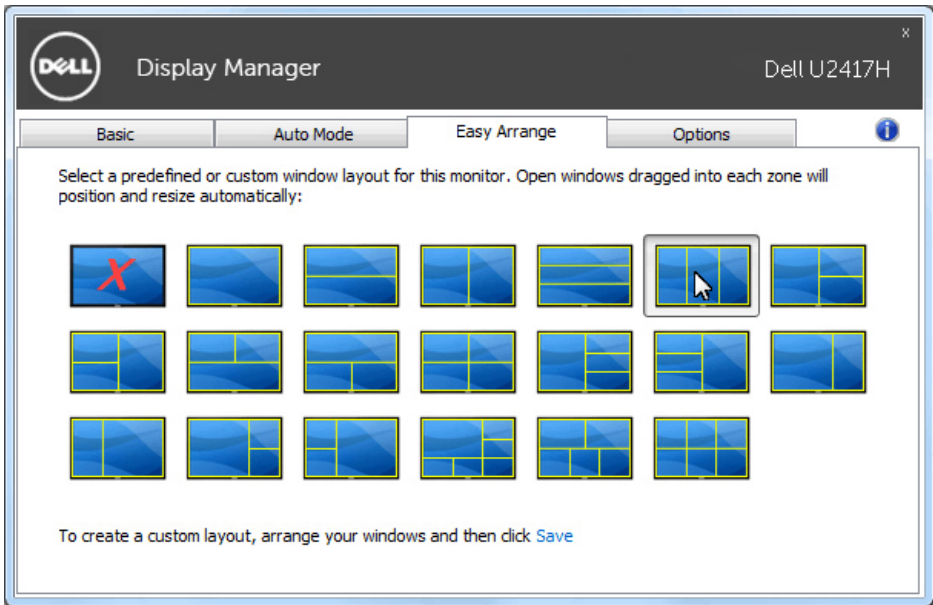 x
DELL
Display Manager
Dell U2417H
Basic
Auto Mode
Easy Arrange
Options
i
Select a predefined or custom window layout for this monitor. Open windows dragged into each zone will
position and resize automatically:
X
To create a custom layout, arrange your windows and then click Save